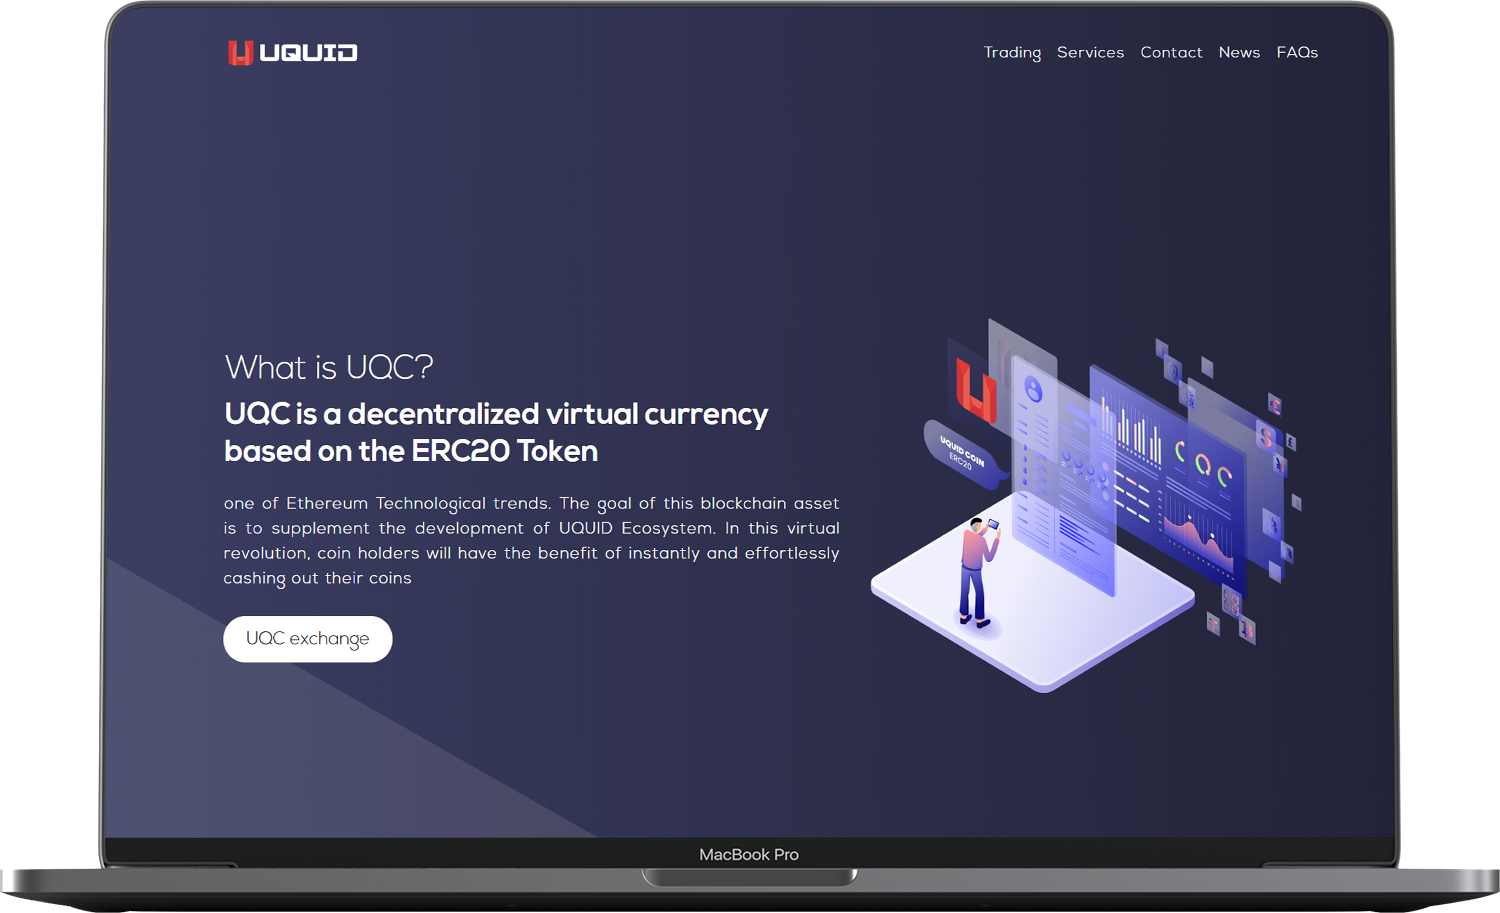 UQUID
Trading Services Contact News FAQs
What is UQC?
UQC is a decentralized virtual currency
based on the ERC20 Token
one of Ethereum Technological trends. The goal of this blockchain asset
is to supplement the development of UQUID Ecosystem. In this virtual
revolution, coin holders will have the benefit of instantly and effortlessly
cashing out their coins
UQC exchange
UQUID COIN
ERC20
MacBook Pro